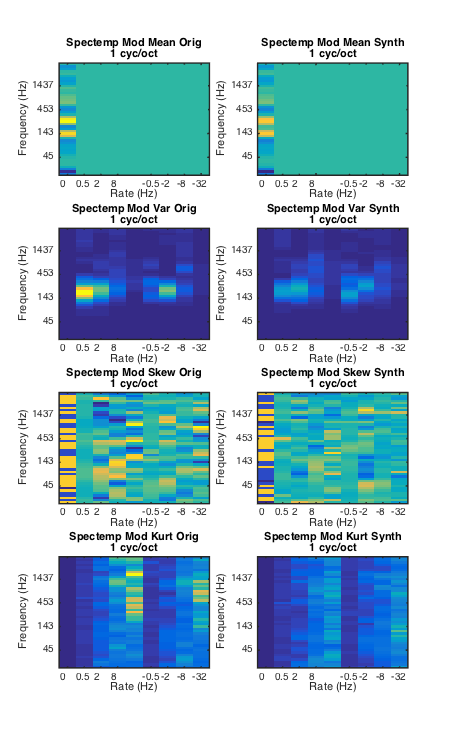 Spectemp Mod Mean Orig
1 cyc/oct
Frequency (Hz)
1437
453
143
45
0 0.5 2 8 -0.5 -2 -8 -32
Rate (Hz)
Spectemp Mod Mean Synth
1 cyc/oct
Frequency (Hz)
1437
453
143
45
0 0.5 2 8 -0.5 -2 -8 -32
Rate (Hz)
Spectemp Mod Var Orig
1 cyc/oct
Frequency (Hz)
1437
453
143
45
0 0.5 2 8 -0.5 -2 -8 -32
Rate (Hz)
Spectemp Mod Var Synth
1 cyc/oct
Frequency (Hz)
1437
453
143
45
0 0.5 2 8 -0.5 -2 -8 -32
Rate (Hz)
Spectemp Mod Skew Orig
1 cyc/oct
Frequency (Hz)
1437
453
143
45
0 0.5 2 8 -0.5 -2 -8 -32
Rate (Hz)
Spectemp Mod Skew Synth
1 cyc/oct
Frequency (Hz)
1437
453
143
45
0 0.5 2 8 -0.5 -2 -8 -32
Rate (Hz)
Spectemp Mod Kurt Orig
1 cyc/oct
Frequency (Hz)
1437
453
143
45
0 0.5 2 8 -0.5 -2 -8 -32
Rate (Hz)
Spectemp Mod Kurt Synth
1 cyc/oct
Frequency (Hz)
1437
453
143
45
0 0.5 2 8 -0.5 -2 -8 -32
Rate (Hz)